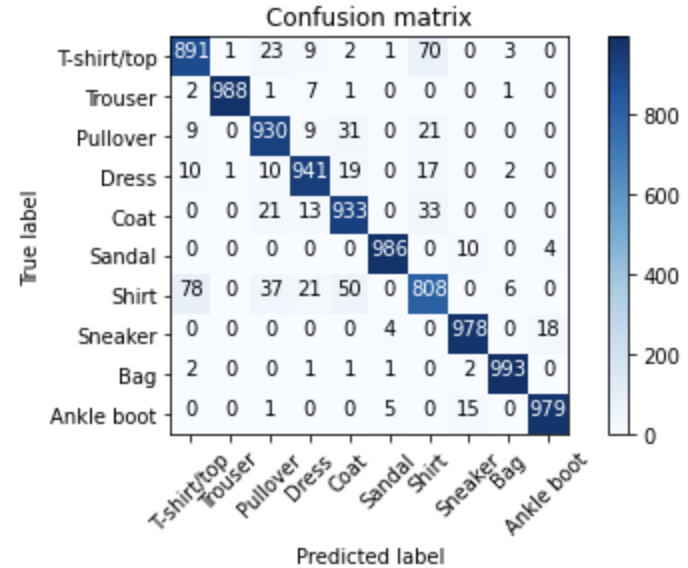 Confusion matrix
True label
T-shirt/top 891 1 23 9 2 1 70 0 3 0
Trouser 2 988 1 7 1 0 0 0 1 0
Pullover 9 0 930 9 31 0 21 0 0 0
Dress 10 1 10 941 19 0 17 0 2 0
Coat 0 0 21 13 933 0 33 0 0 0
Sandal 0 0 0 0 0 986 0 10 0 4
Shirt 78 0 37 21 50 0 808 0 6 0
Sneaker 0 0 0 0 0 4 0 978 0 18
Bag 2 0 0 1 1 1 0 2 993 0
Ankle boot 0 0 1 0 0 5 0 15 0 979
T-shirt/top Trouser Pullover Dress Coat Sandal Shirt Sneaker Bag Ankle boot
Predicted label
800
600
400
200
0